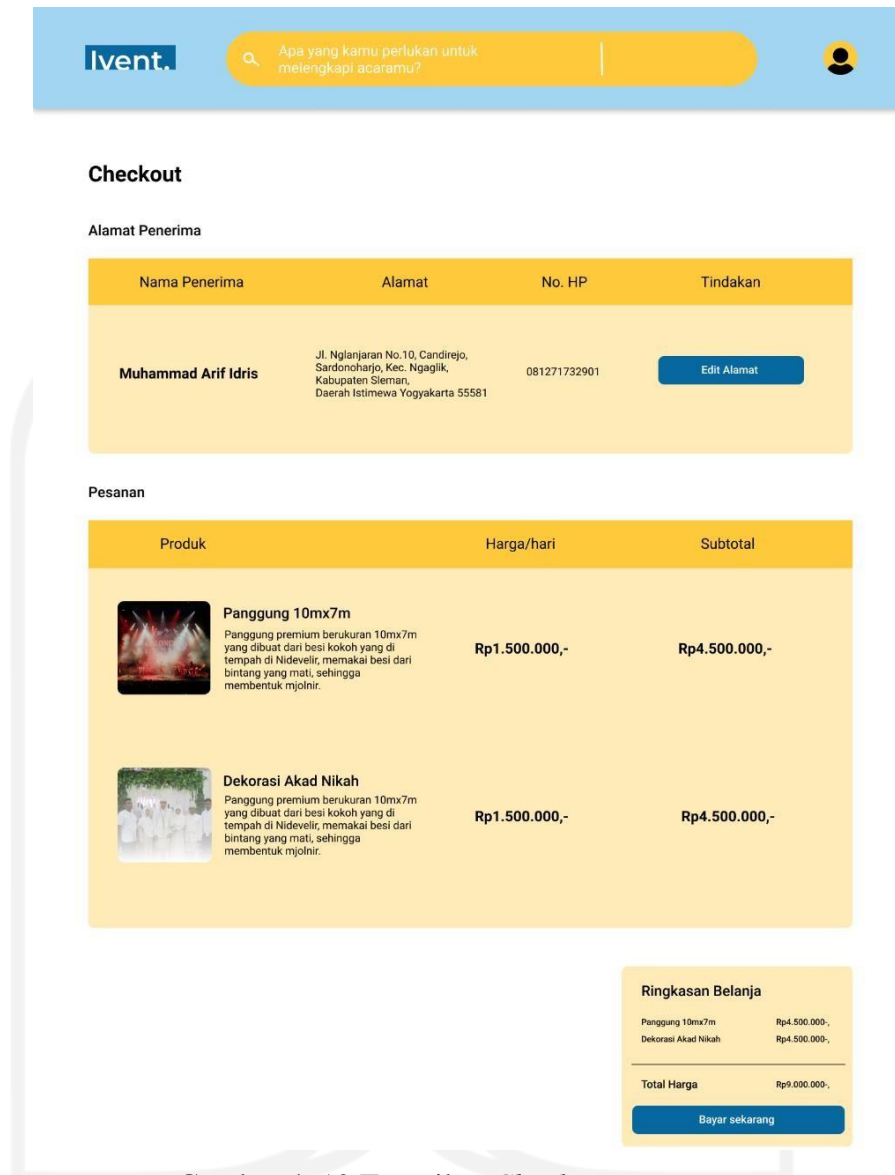 Ivent.
Apa yang kamu perlukan untuk
melengkapi acaramu?
Checkout
Alamat Penerima
Nama Penerima Alamat No. HP Tindakan
Muhammad Arif Idris
Jl. Nglanjaran No.10, Candirejo,
Sardonoharjo, Kec. Ngaglik,
Kabupaten Sleman,
Daerah Istimewa Yogyakarta 55581
081271732901
Edit Alamat
Pesanan
Produk Harga/hari Subtotal
Panggung 10mx7m
Panggung premium berukuran 10mx7m
yang dibuat dari besi kokoh yang di
tempah di Nidevelir, memakai besi dari
bintang yang mati, sehingga
membentuk mjolnir.
Rp1.500.000,- Rp4.500.000,-
Dekorasi Akad Nikah
Panggung premium berukuran 10mx7m
yang dibuat dari besi kokoh yang di
tempah di Nidevelir, memakai besi dari
bintang yang mati, sehingga
membentuk mjolnir.
Rp1.500.000,- Rp4.500.000,-
Ringkasan Belanja
Panggung 10mx7m Rp4.500.000-,
Dekorasi Akad Nikah Rp4.500.000-,
Total Harga Rp9.000.000-,
Bayar sekarang